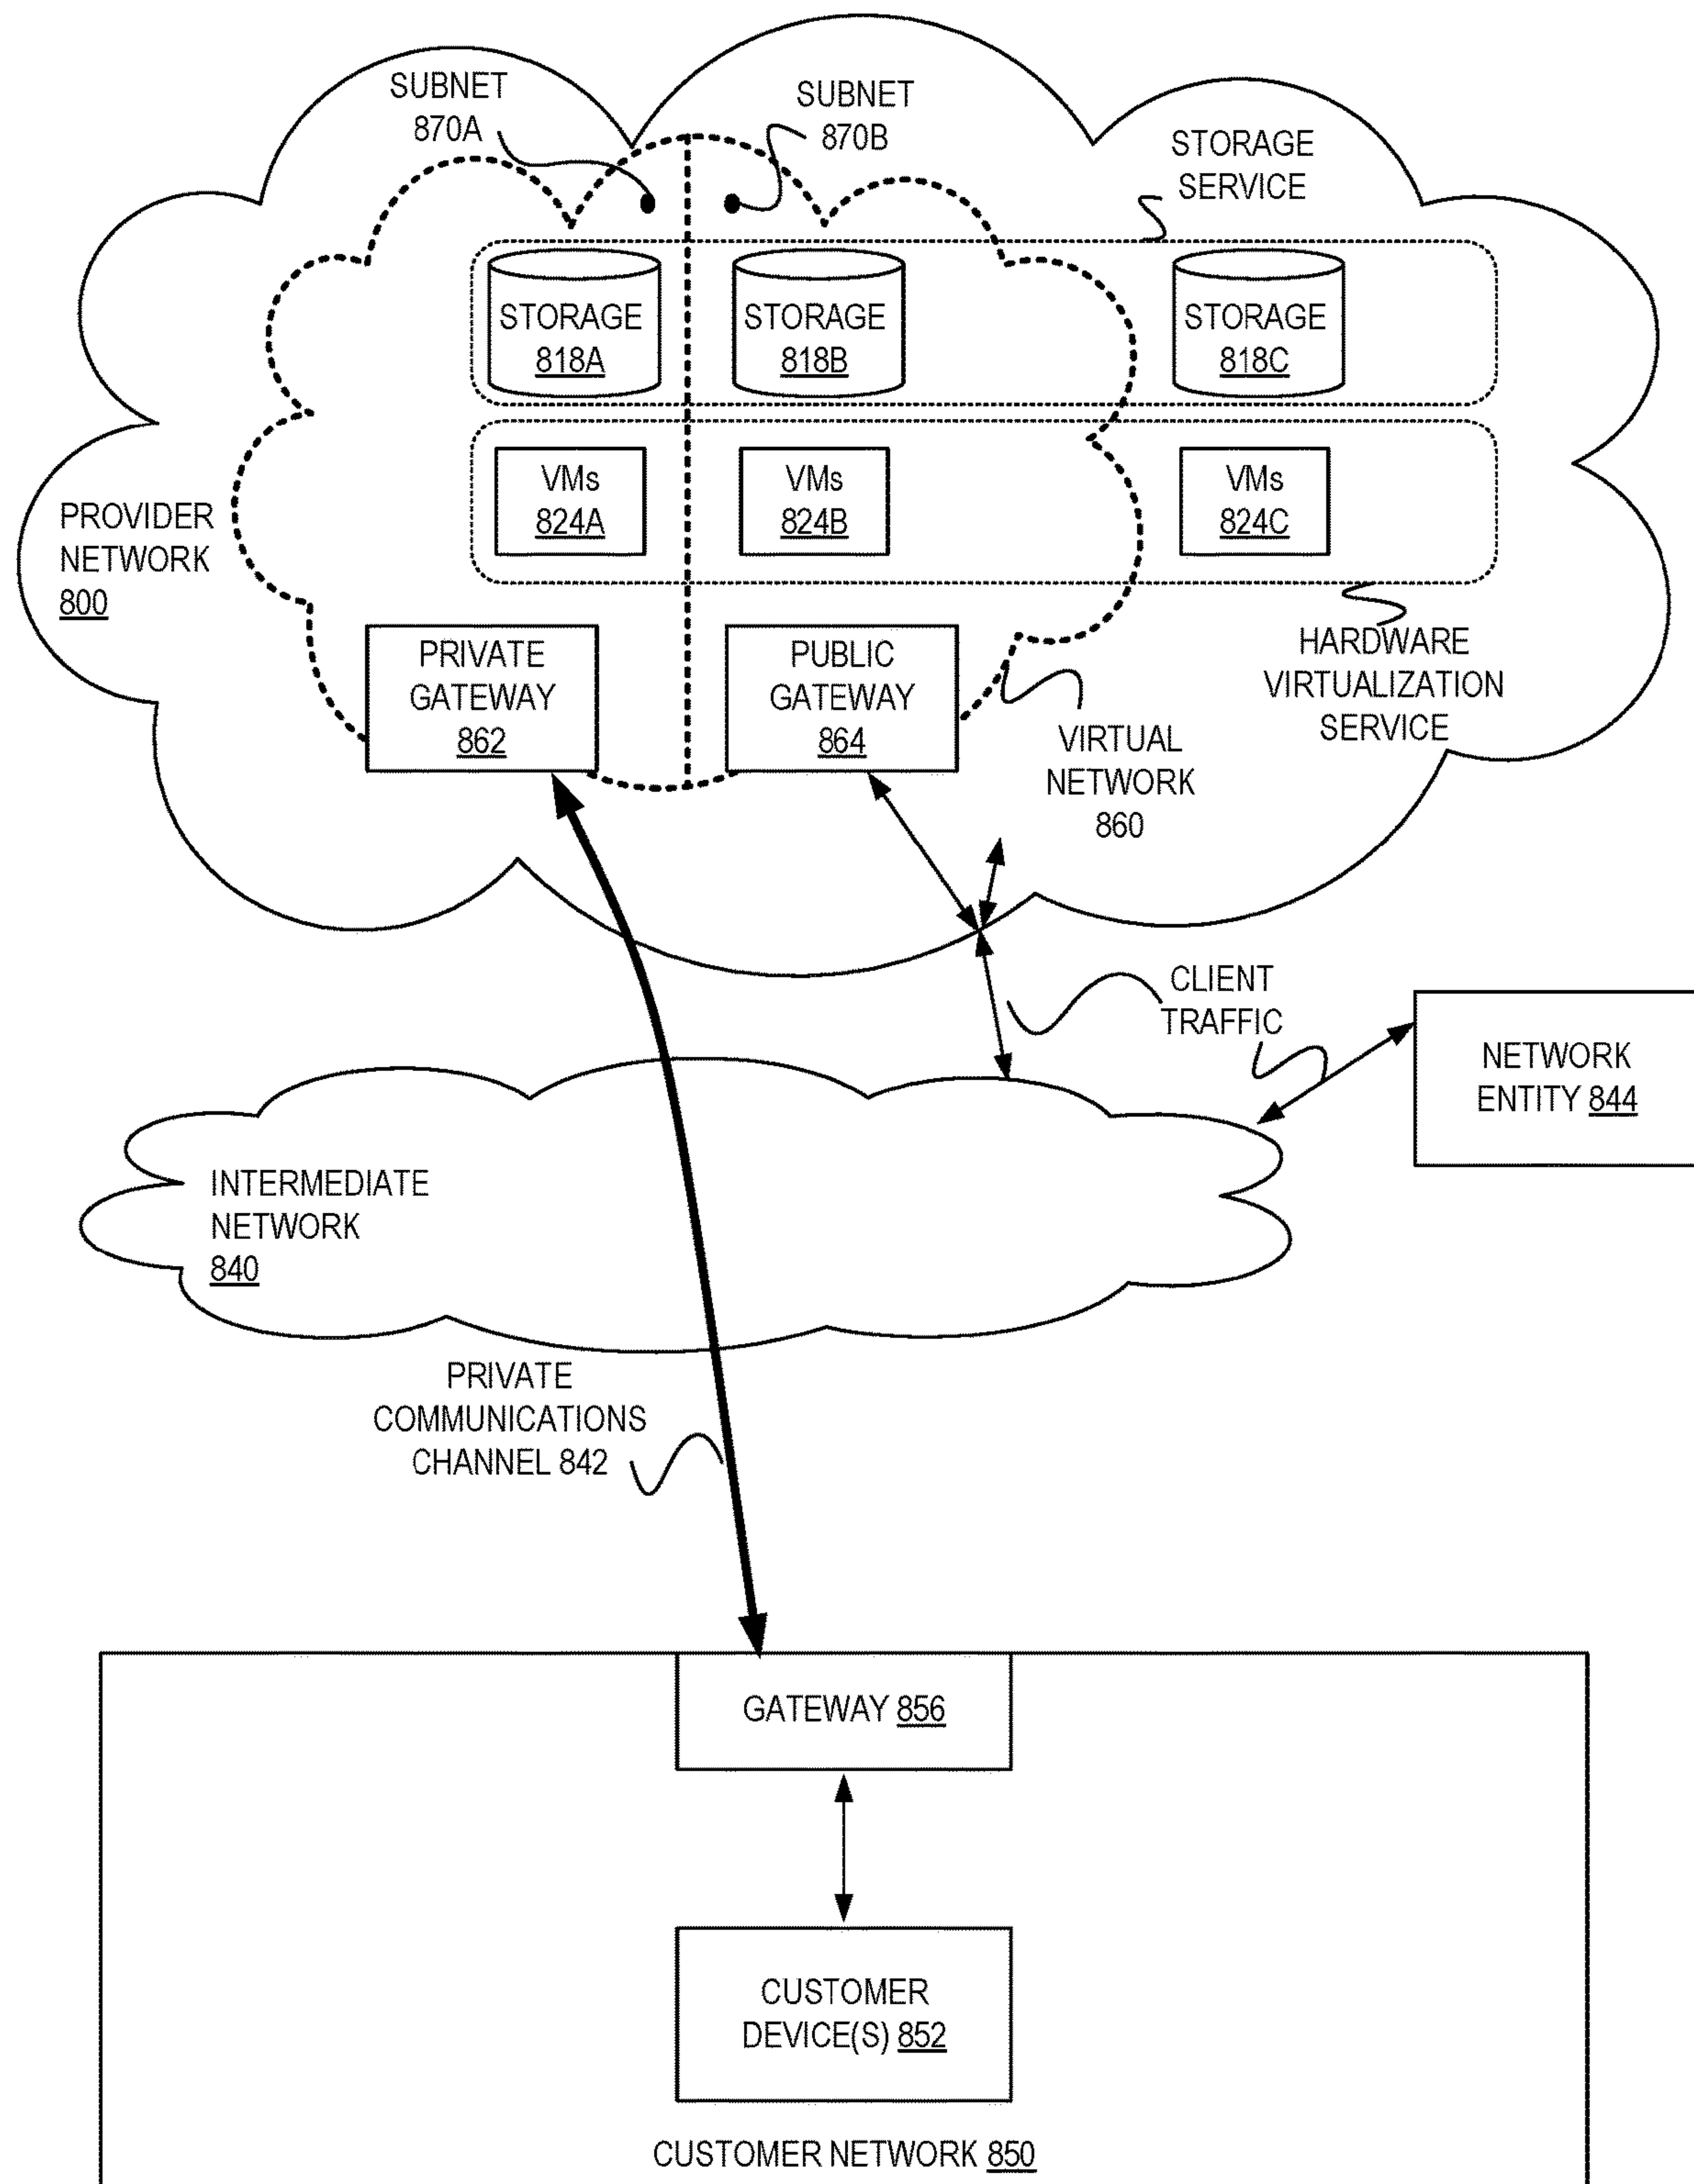 SUBNET
870A
SUBNET
870B
STORAGE
SERVICE
STORAGE
818A
STORAGE
818B
STORAGE
818C
VMs
824A
VMs
824B
VMs
824C
PROVIDER
NETWORK
800
PRIVATE
GATEWAY
862
PUBLIC
GATEWAY
864
HARDWARE
VIRTUALIZATION
SERVICE
VIRTUAL
NETWORK
860
CLIENT
TRAFFIC
NETWORK
ENTITY 844
INTERMEDIATE
NETWORK
840
PRIVATE
COMMUNICATIONS
CHANNEL 842
GATEWAY 856
CUSTOMER
DEVICE(S) 852
CUSTOMER NETWORK 850